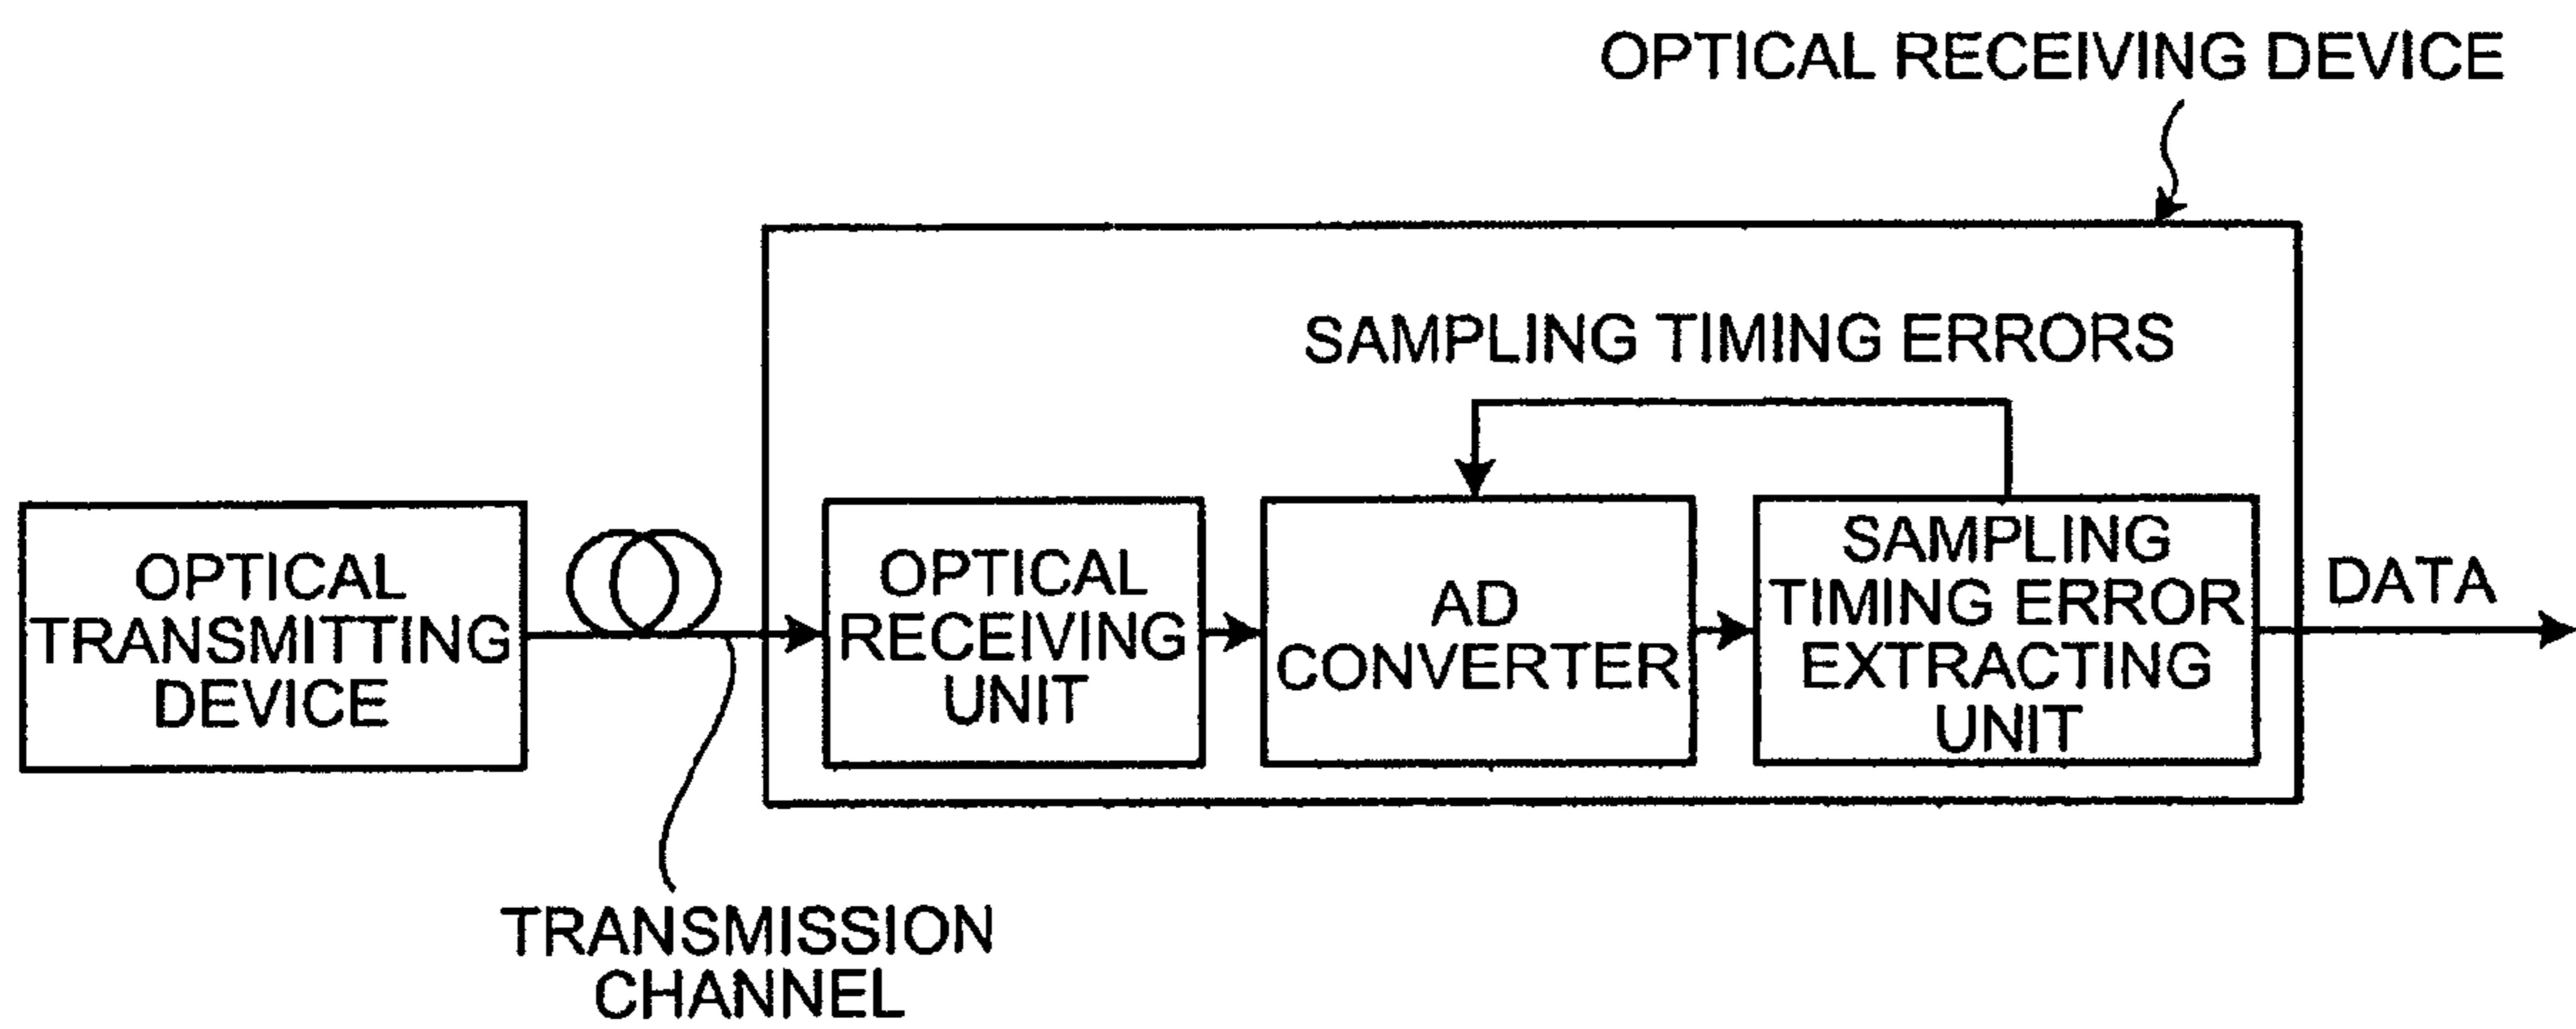 OPTICAL RECEIVING DEVICE
SAMPLING TIMING ERRORS
OPTICAL
TRANSMITTING
DEVICE
OPTICAL
RECEIVING
UNIT
AD
CONVERTER
SAMPLING
TIMING ERROR
EXTRACTING
UNIT
DATA
TRANSMISSION
CHANNEL